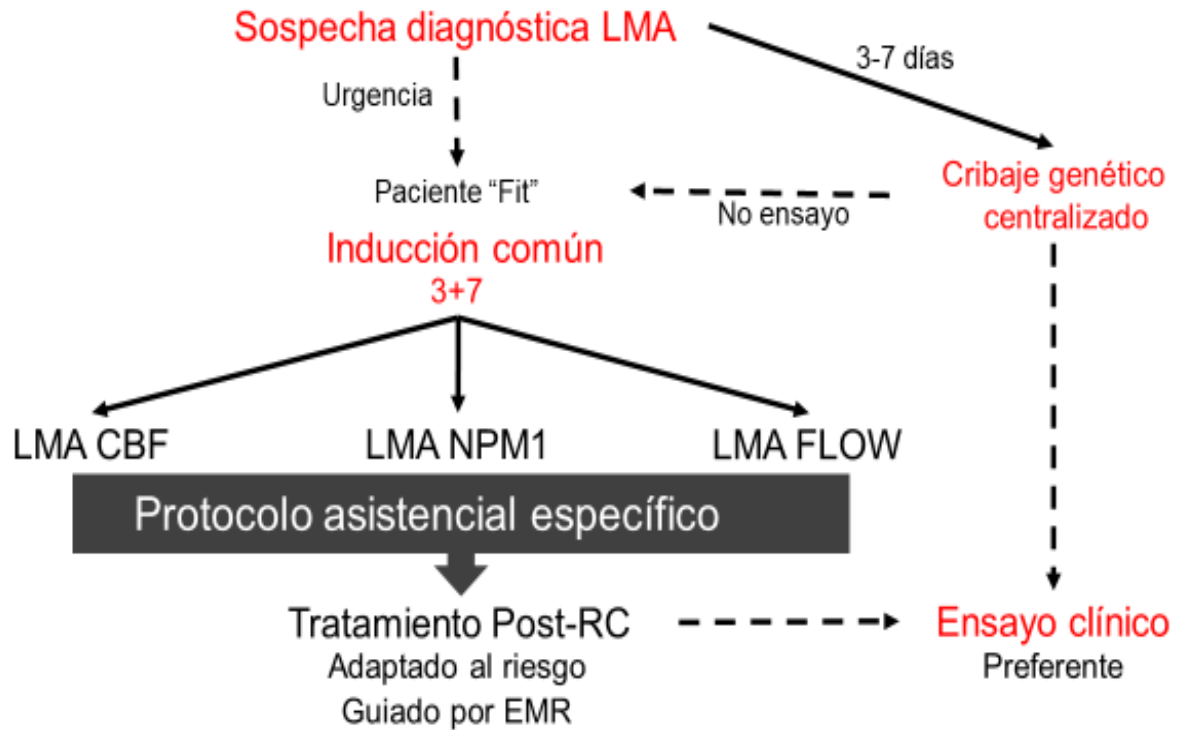 Sospecha diagnóstica LMA
3-7 días
Urgencia
Paciente “Fit”
No ensayo
Cribaje genético
centralizado
Inducción común
3+7
LMA CBF
LMA NPM1
LMA FLOW
Protocolo asistencial específico
Tratamiento Post-RC
Adaptado al riesgo
Guiado por EMR
Ensayo clínico
Preferente